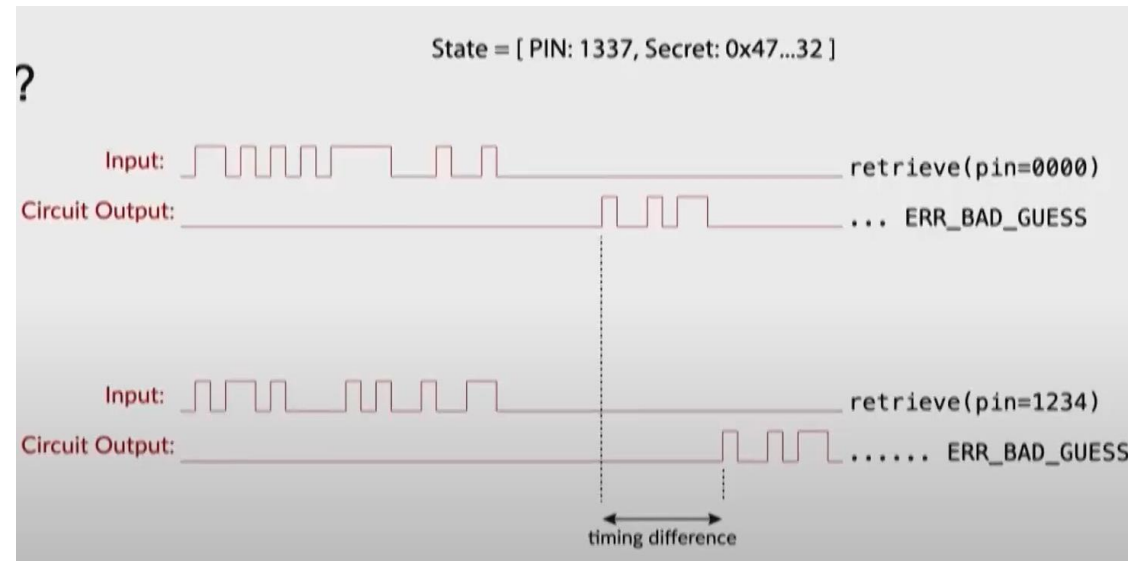 State = [ PIN: 1337, Secret: 0x47...32 ]
?
Input:
retrieve(pin=0000)
Circuit Output:
... ERR_BAD_GUESS
Input:
retrieve(pin=1234)
Circuit Output:
...... ERR_BAD_GUESS
timing difference